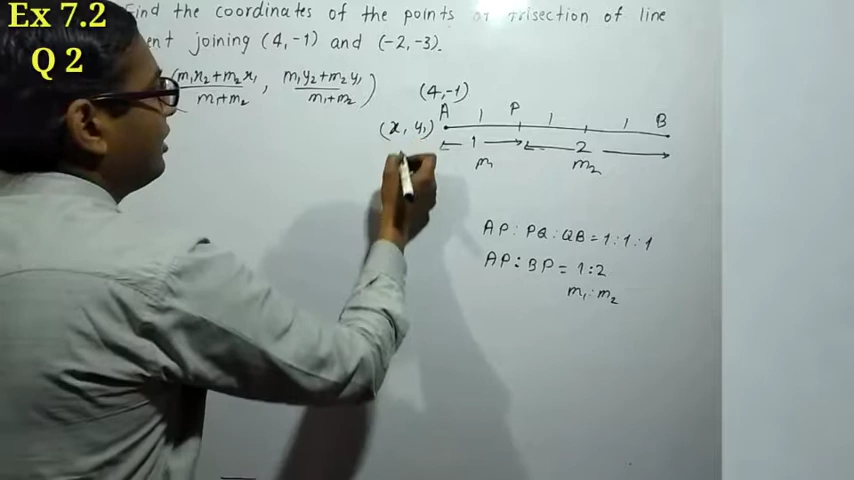 Ex 7.2
Q 2
Find the coordinates of the points of trisection of line
joining (4,-1) and (-2,-3).
(m₁x₂+m₂x₁ / m₁+m₂ , m₁y₂+m₂y₁ / m₁+m₂)
(4,-1)
A 1 P 1 1 B
(x, y₁)
1 2
m₁ m₂
AP : PQ : QB = 1 : 1 : 1
AP : BP = 1 : 2
m₁ : m₂